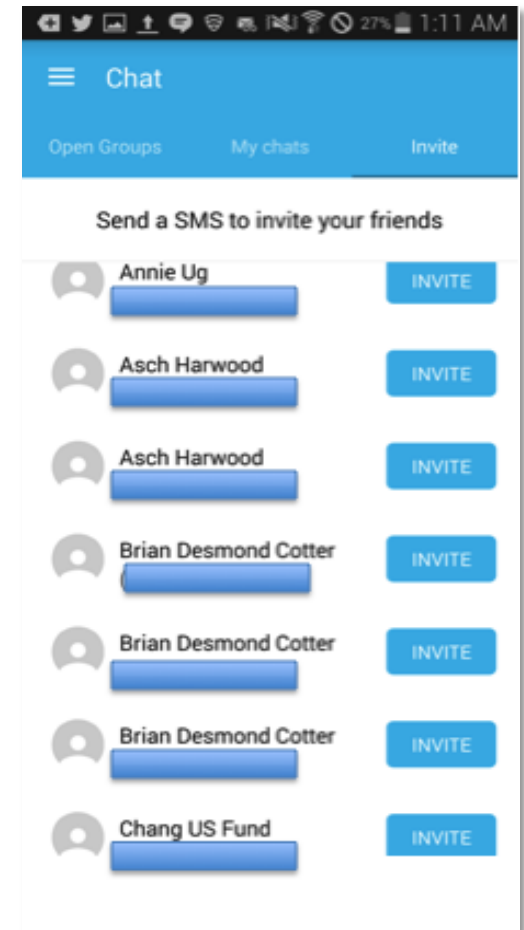 27% 1:11 AM
Chat
Open Groups My chats Invite
Send a SMS to invite your friends
Annie Ug INVITE
Asch Harwood INVITE
Asch Harwood INVITE
Brian Desmond Cotter INVITE
(
Brian Desmond Cotter INVITE
Brian Desmond Cotter INVITE
Chang US Fund INVITE